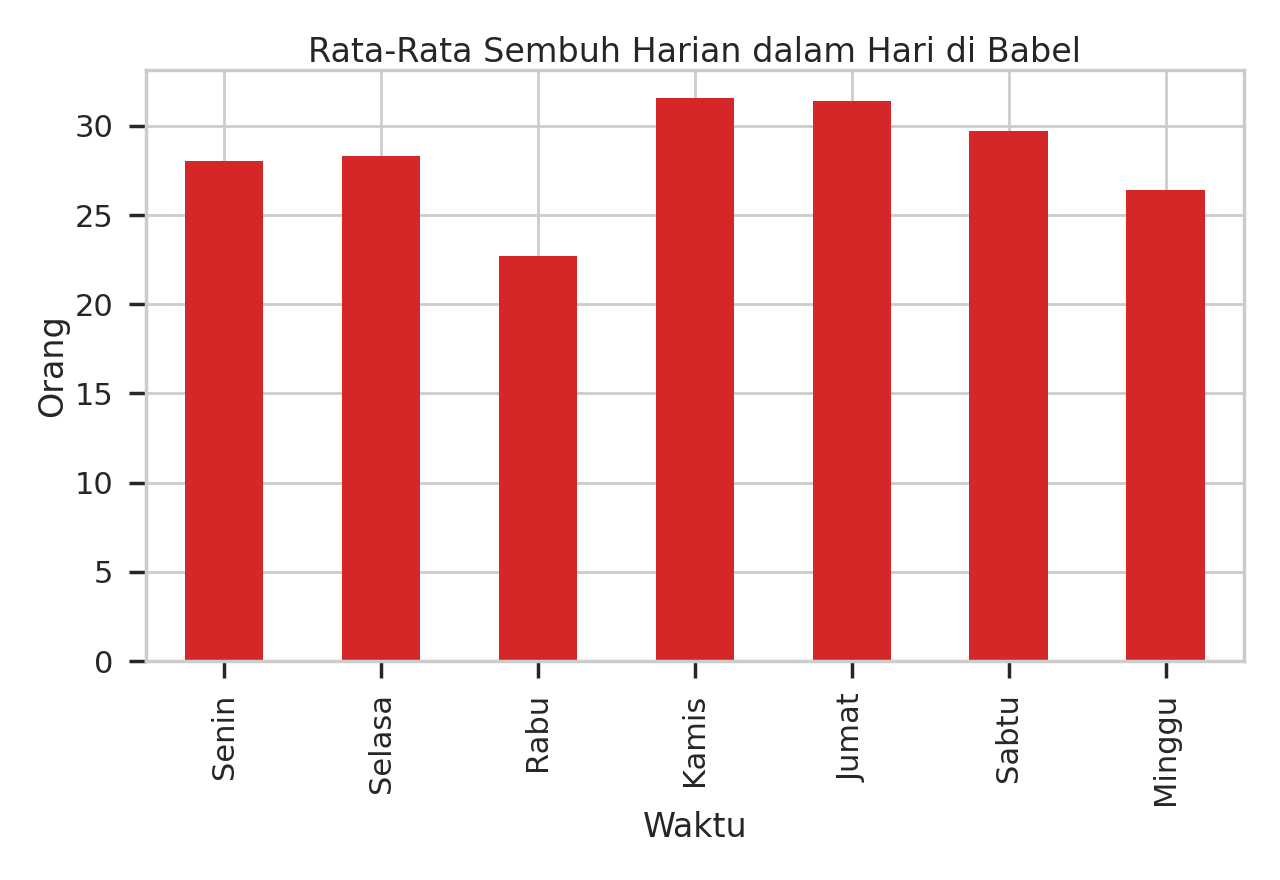 Rata-Rata Sembuh Harian dalam Hari di Babel
Orang
30
25
20
15
10
5
0
Senin
Selasa
Rabu
Kamis
Jumat
Sabtu
Minggu
Waktu